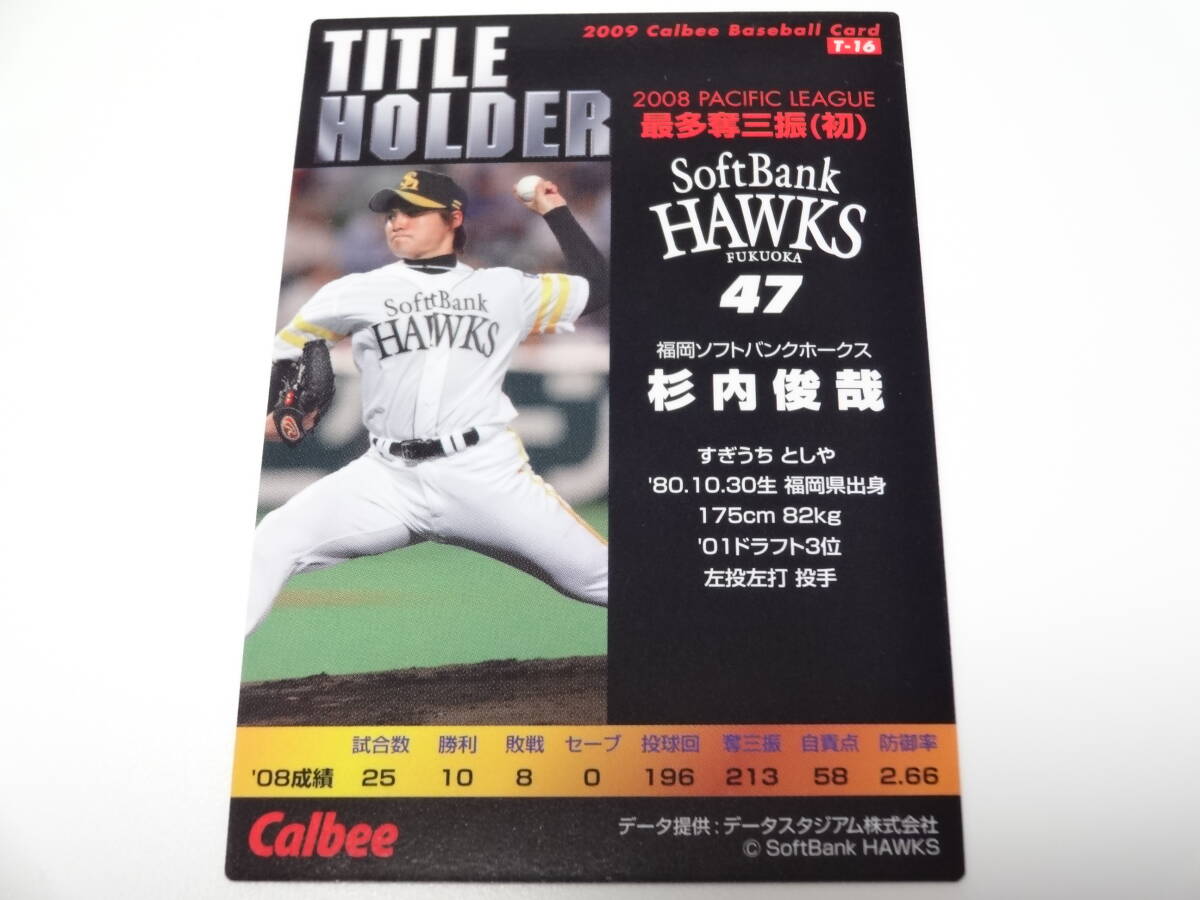 TITLE
HOLDER
2009 Calbee Baseball Card
T-16
2008 PACIFIC LEAGUE
最多奪三振(初)
SoftBank
HAWKS
FUKUOKA
47
福岡ソフトバンクホークス
杉内俊哉
すぎうち としや
'80.10.30生 福岡県出身
175cm 82kg
'01ドラフト3位
左投左打 投手
SoftBank
HAWKS
試合数 勝利 敗戦 セーブ 投球回 奪三振 自責点 防御率
'08成績 25 10 8 0 196 213 58 2.66
Calbee
データ提供:データスタジアム株式会社
© SoftBank HAWKS